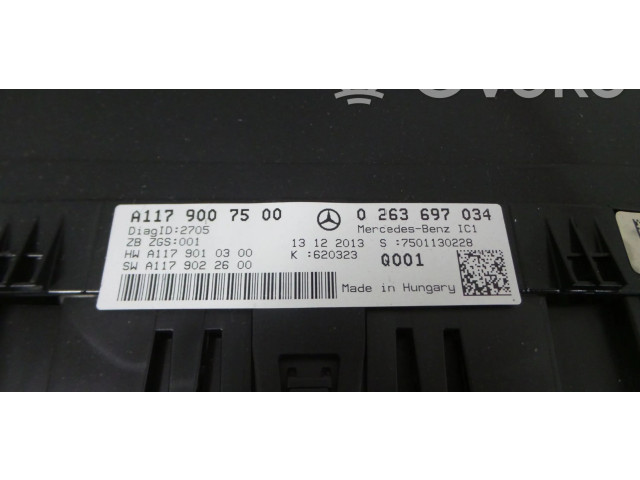 A117 900 75 00 0 263 697 034
DiagID:2705 Mercedes-Benz IC1
ZB ZGS:001 13 12 2013 S :7501130228
HW A117 901 03 00 K :620323 Q001
SW A117 902 26 00
Made in Hungary